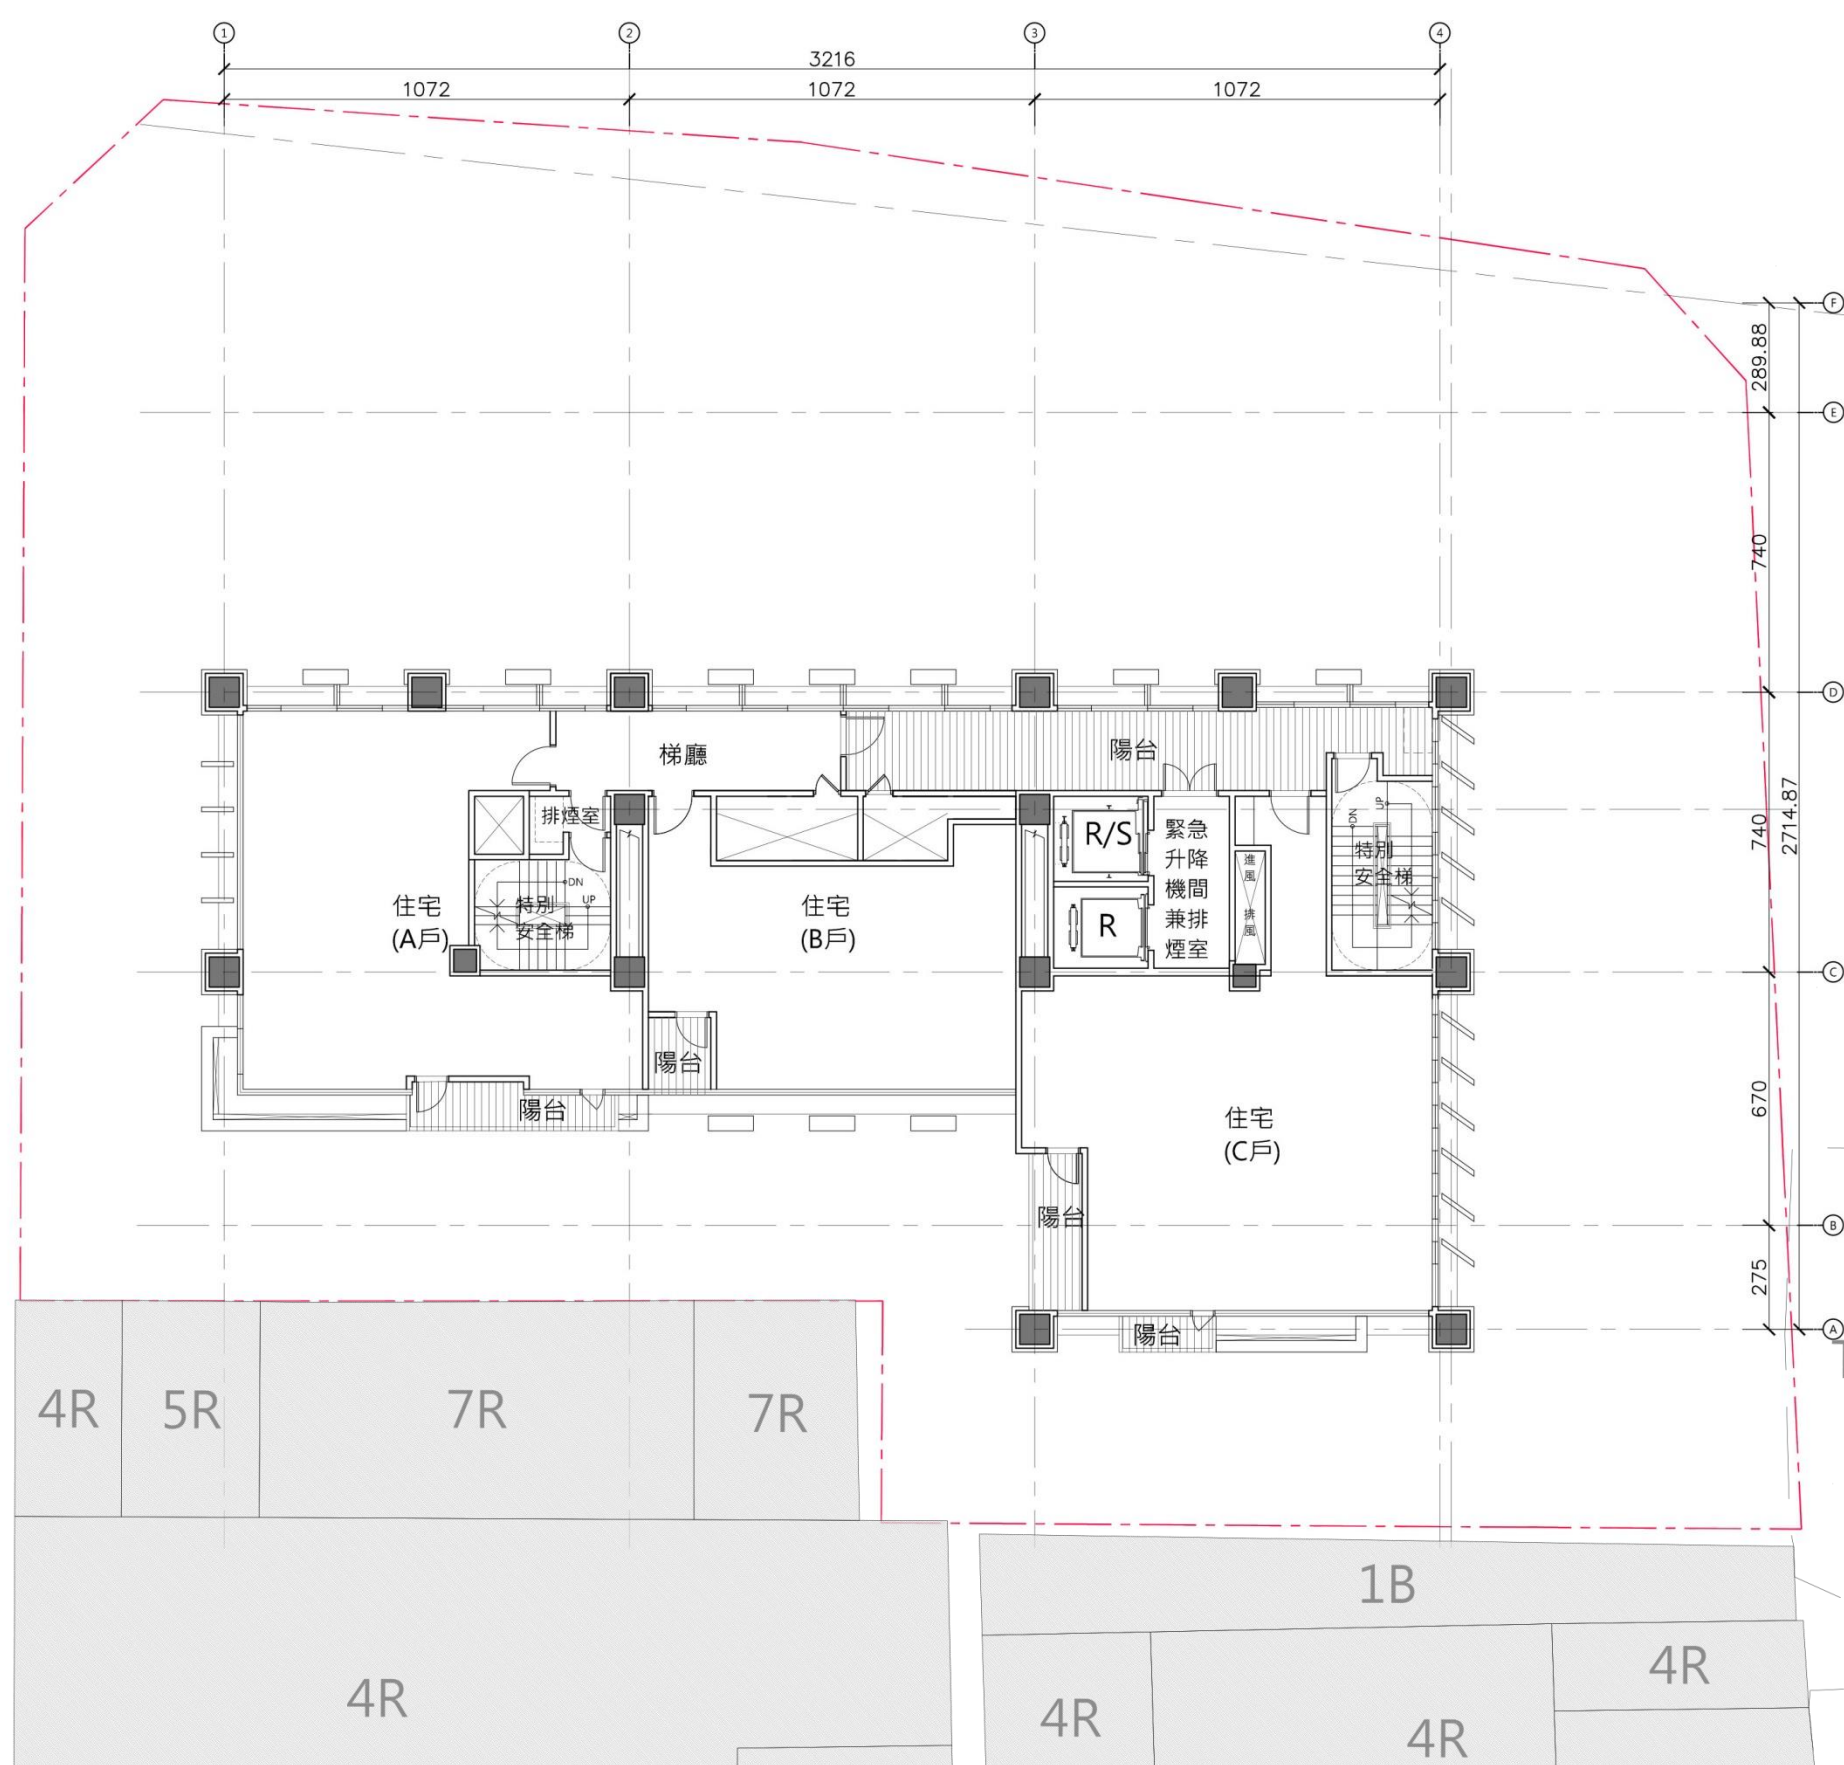 1
2
3
4
3216
1072
1072
1072
F
289.88
E
740
D
2714.87
740
C
670
B
275
A
梯廳
陽台
排煙室
DN
UP
特別
安全梯
住宅
(A戶)
住宅
(B戶)
R/S
R
緊急
升降
機間
兼排
煙室
進風
排風
UP
DN
特別
安全梯
陽台
陽台
住宅
(C戶)
陽台
陽台
4R
5R
7R
7R
1B
4R
4R
4R
4R